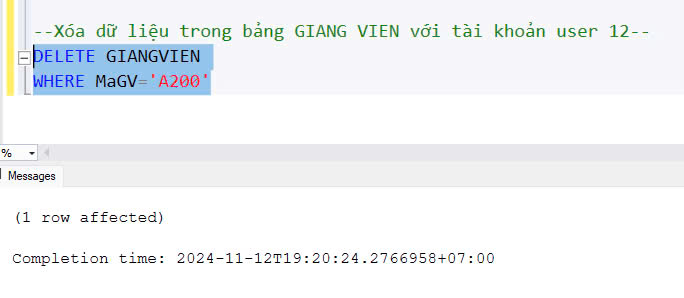 --Xóa dữ liệu trong bảng GIANG VIEN với tài khoản user 12--
DELETE GIANGVIEN
WHERE MaGV='A200'
%
Messages
(1 row affected)
Completion time: 2024-11-12T19:20:24.2766958+07:00